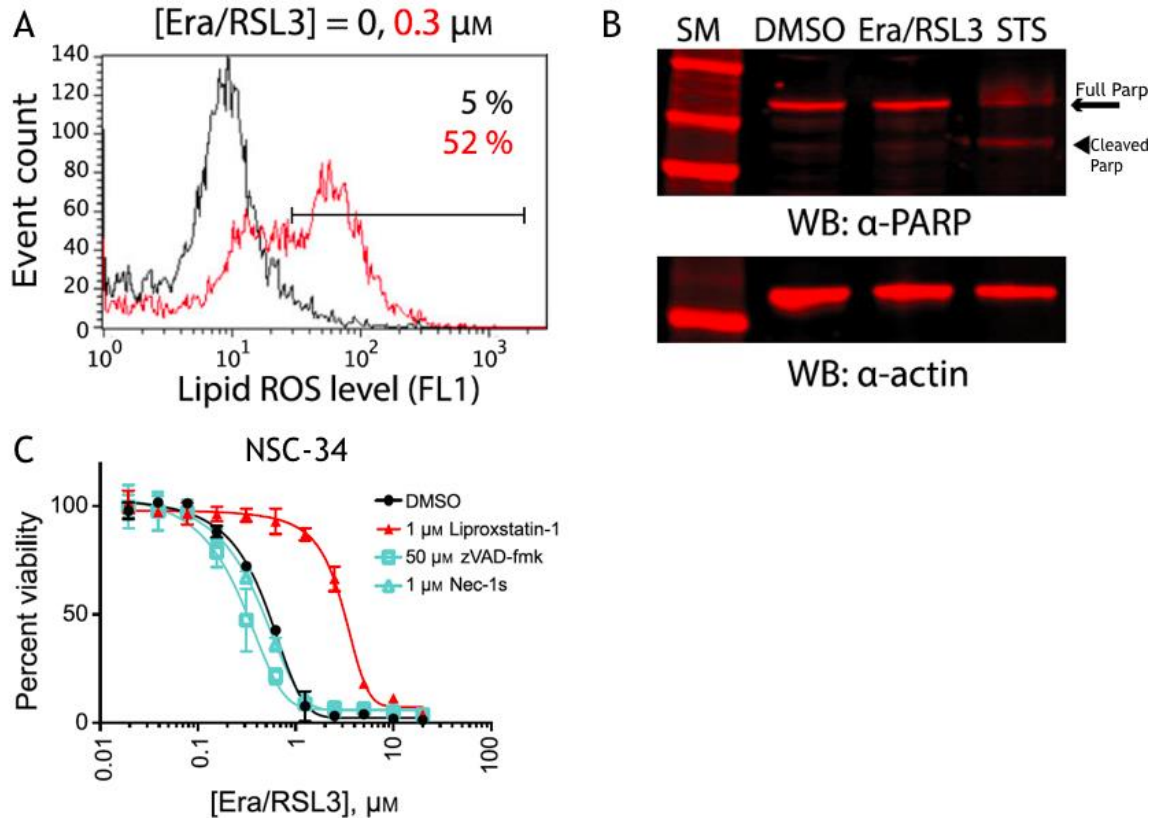 A
[Era/RSL3] = 0, 0.3 μM
140
120
100
80
60
40
20
0
5 %
52 %
Event count
10⁰ 10¹ 10² 10³
Lipid ROS level (FL1)
B
SM DMSO Era/RSL3 STS
Full Parp
Cleaved
Parp
WB: α-PARP
WB: α-actin
C
NSC-34
100
50
0
Percent viability
DMSO
1 μM Liproxstatin-1
50 μM zVAD-fmk
1 μM Nec-1s
0.01 0.1 1 10 100
[Era/RSL3], μM